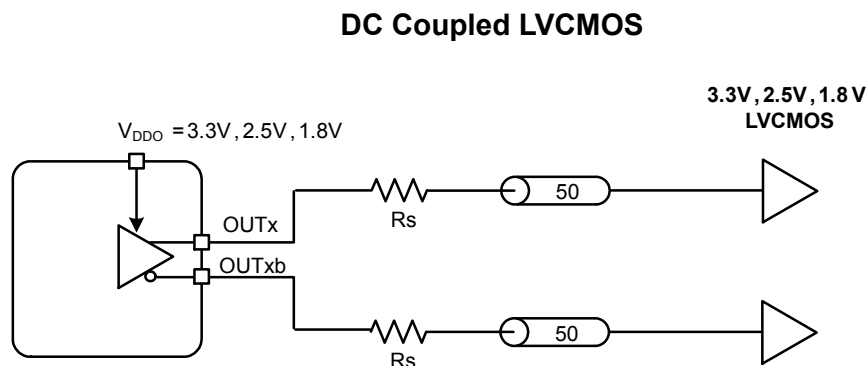 DC Coupled LVCMOS
3.3V, 2.5V, 1.8 V
LVCMOS
VDDO = 3.3V, 2.5V, 1.8V
OUTx
Rs
50
OUTxb
Rs
50